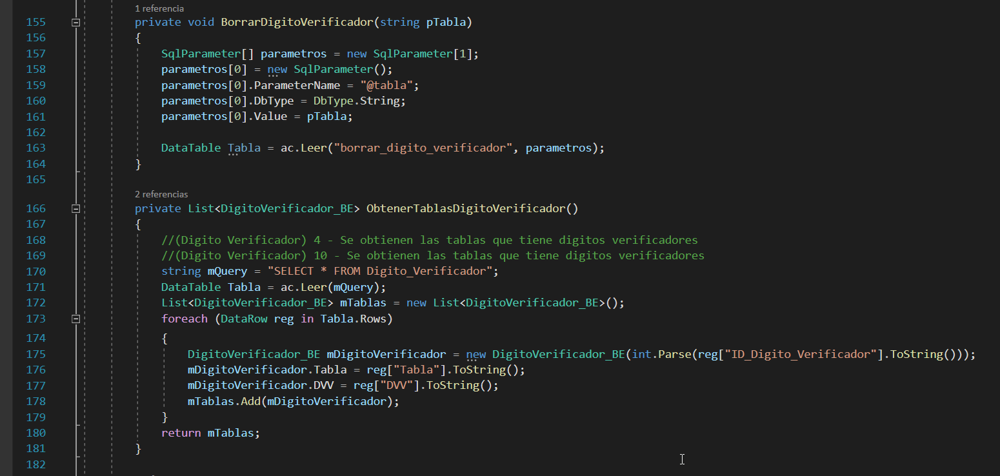 1 referencia
155 private void BorrarDigitoVerificador(string pTabla)
156 {
157 SqlParameter[] parametros = new SqlParameter[1];
158 parametros[0] = new SqlParameter();
159 parametros[0].ParameterName = "@tabla";
160 parametros[0].DbType = DbType.String;
161 parametros[0].Value = pTabla;
162
163 DataTable Tabla = ac.Leer("borrar_digito_verificador", parametros);
164 }
165
2 referencias
166 private List<DigitoVerificador_BE> ObtenerTablasDigitoVerificador()
167 {
168 //(Digito Verificador) 4 - Se obtienen las tablas que tiene digitos verificadores
169 //(Digito Verificador) 10 - Se obtienen las tablas que tiene digitos verificadores
170 string mQuery = "SELECT * FROM Digito_Verificador";
171 DataTable Tabla = ac.Leer(mQuery);
172 List<DigitoVerificador_BE> mTablas = new List<DigitoVerificador_BE>();
173 foreach (DataRow reg in Tabla.Rows)
174 {
175 DigitoVerificador_BE mDigitoVerificador = new DigitoVerificador_BE(int.Parse(reg["ID_Digito_Verificador"].ToString()));
176 mDigitoVerificador.Tabla = reg["Tabla"].ToString();
177 mDigitoVerificador.DVV = reg["DVV"].ToString();
178 mTablas.Add(mDigitoVerificador);
179 }
180 return mTablas;
181 }
182